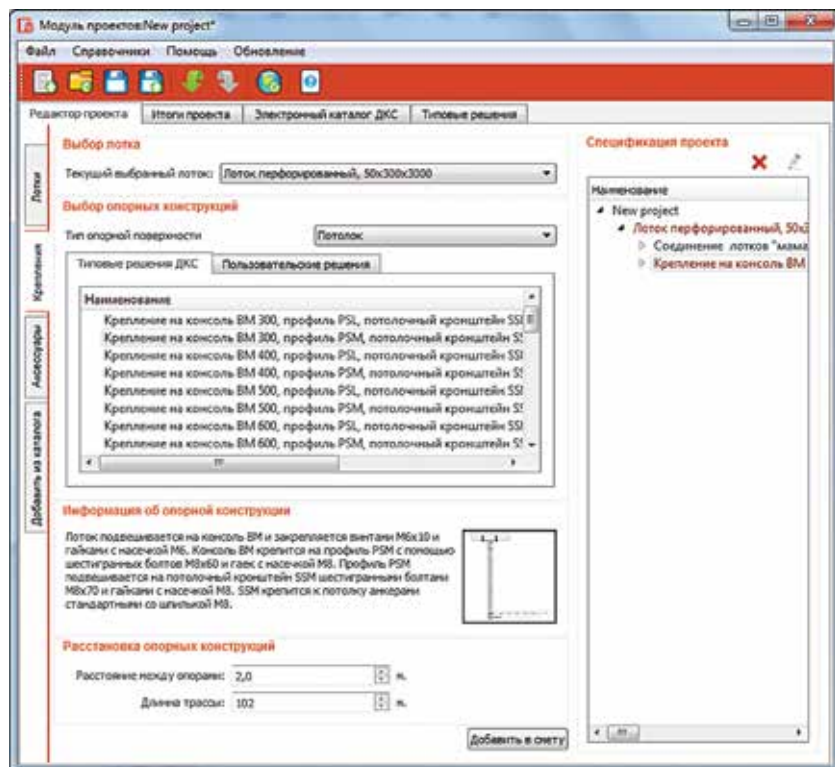 Модуль проектов:New project*
Файл Справочники Помощь Обновление
Редактор проекта Итоги проекта Электронный каталог ДКС Типовые решения
Лотки
Крепления
Аксессуары
Добавить из каталога
Выбор лотка
Текущий выбранный лоток: Лоток перфорированный, 50x300x3000
Выбор опорных конструкций
Тип опорной поверхности Потолок
Типовые решения ДКС Пользовательские решения
Наименование
Крепление на консоль BM 300, профиль PSL, потолочный кронштейн SSI
Крепление на консоль BM 300, профиль PSM, потолочный кронштейн S!
Крепление на консоль BM 400, профиль PSL, потолочный кронштейн SSI
Крепление на консоль BM 400, профиль PSM, потолочный кронштейн S!
Крепление на консоль BM 500, профиль PSL, потолочный кронштейн SSI
Крепление на консоль BM 500, профиль PSM, потолочный кронштейн S!
Крепление на консоль BM 600, профиль PSL, потолочный кронштейн SSI
Крепление на консоль BM 600, профиль PSM, потолочный кронштейн S!
Информация об опорной конструкции
Лоток подвешивается на консоль BM и закрепляется винтами M6x10 и
гайками с насечкой M6. Консоль BM крепится на профиль PSM с помощью
шестигранных болтов M8x60 и гаек с насечкой M8. Профиль PSM
подвешивается на потолочный кронштейн SSM шестигранными болтами
M8x70 и гайками с насечкой M8. SSM крепится к потолку анкерами
стандартными со шпилькой M8.
Расстановка опорных конструкций
Расстояние между опорами: 2,0 м.
Длинна трассы: 102 м.
Добавить в смету
Спецификация проекта
Наименование
New project
Лоток перфорированный, 50x3
Соединение лотков "мама
Крепление на консоль BM